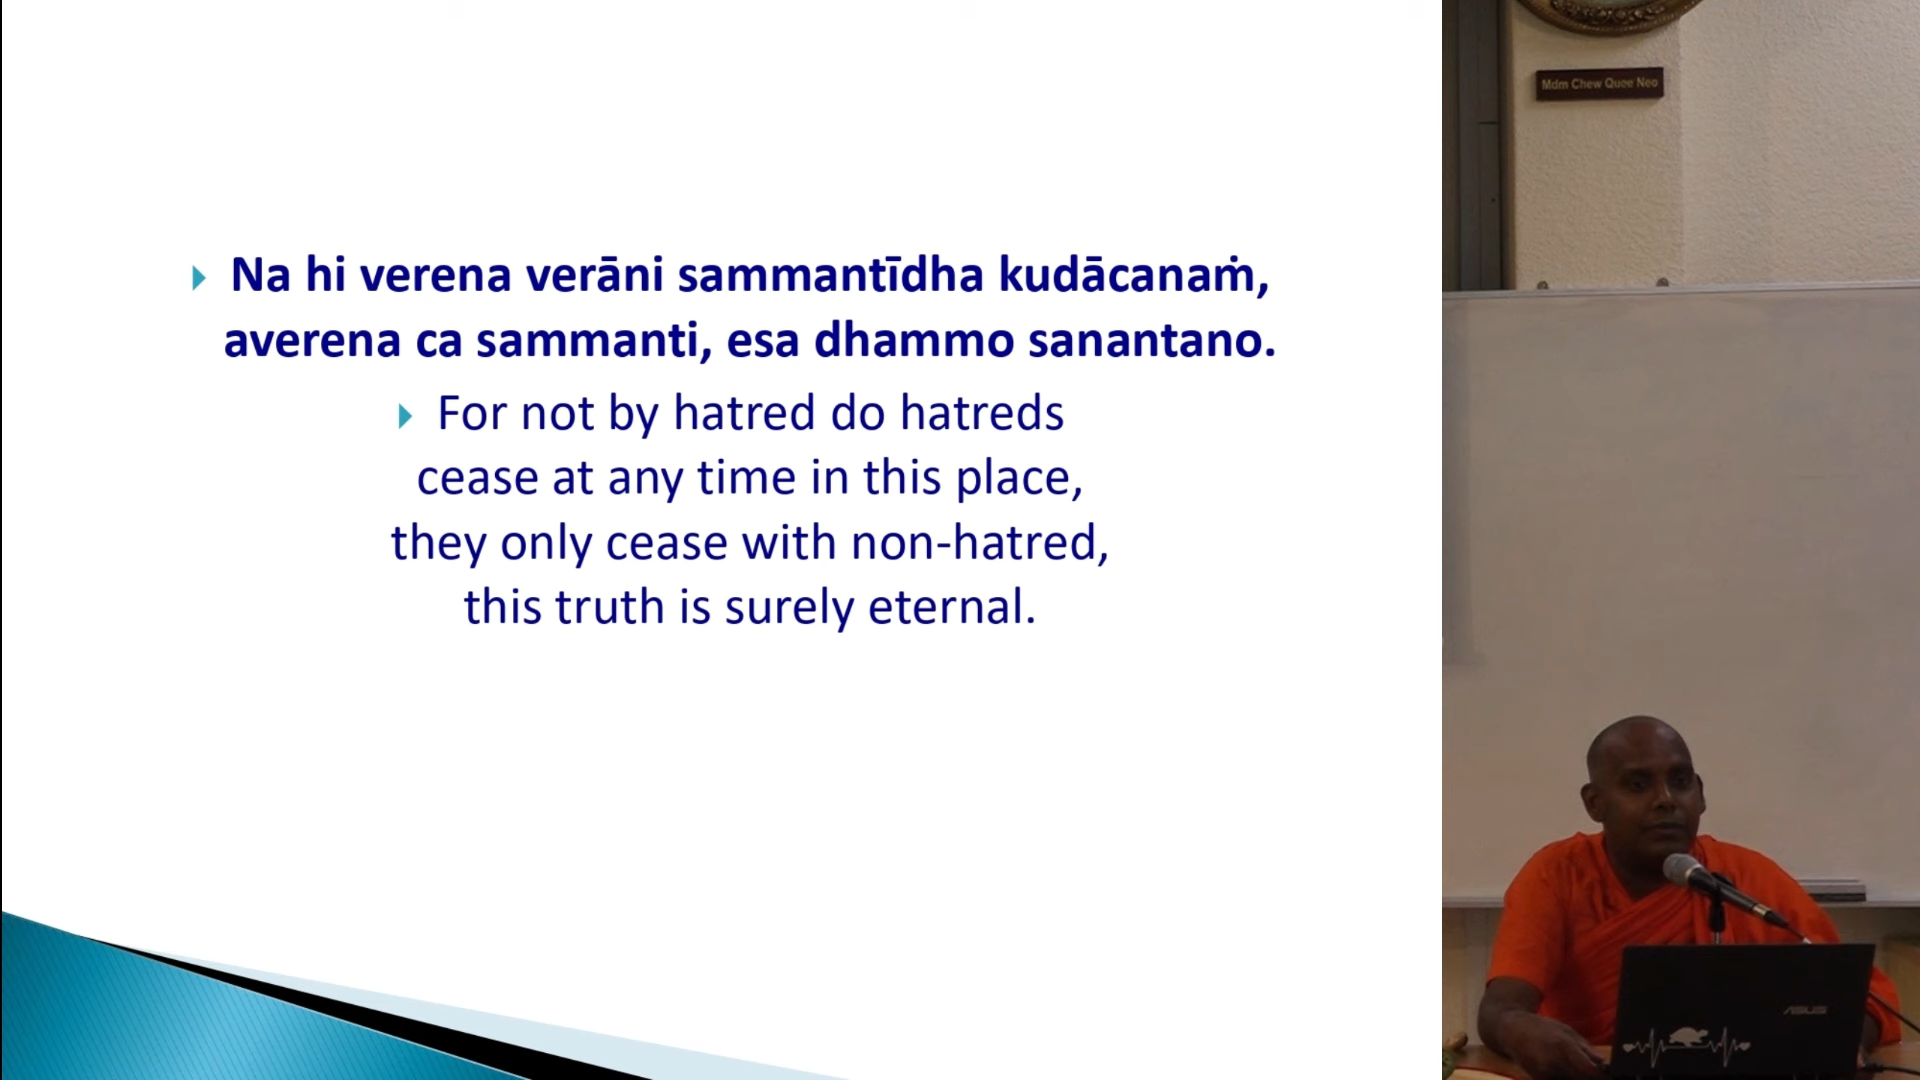 Na hi verena verāni sammantīdha kudācanaṁ,
averena ca sammanti, esa dhammo sanantano.
For not by hatred do hatreds
cease at any time in this place,
they only cease with non-hatred,
this truth is surely eternal.
Mdm Chew Quee Neo
ASUS